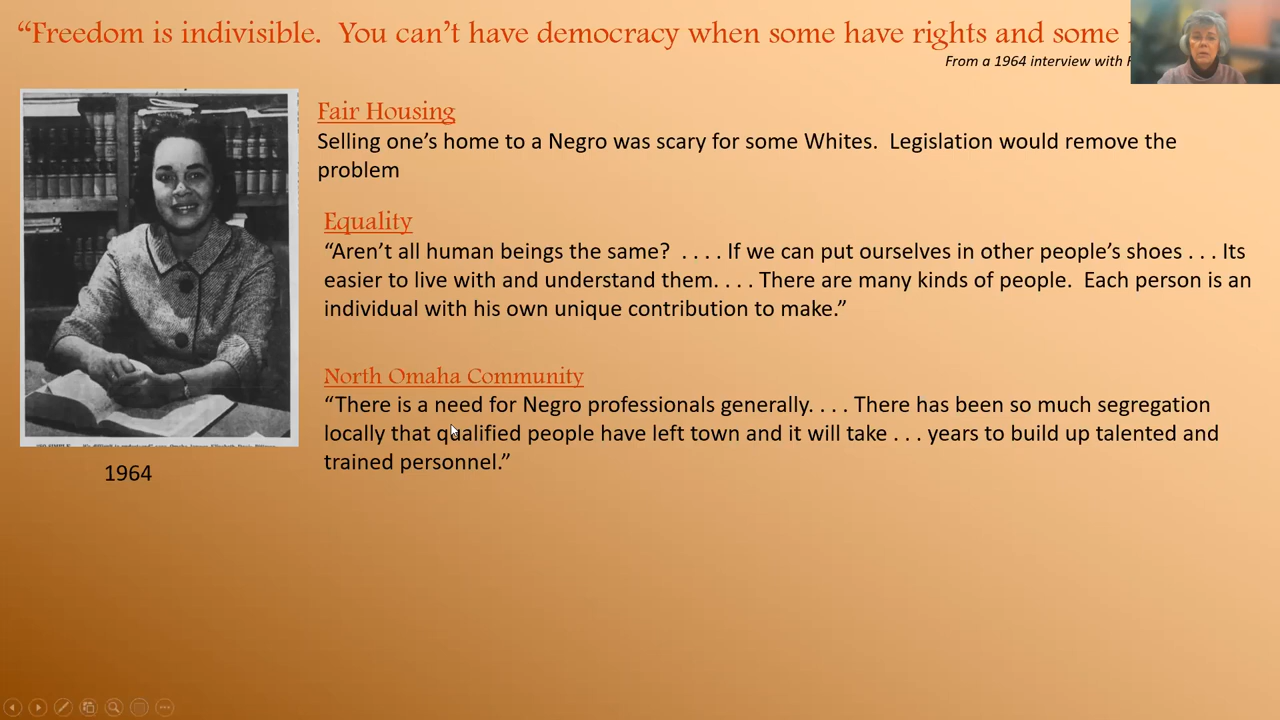 “Freedom is indivisible.  You can’t have democracy when some have rights and some
From a 1964 interview with
Fair Housing
Selling one’s home to a Negro was scary for some Whites.  Legislation would remove the
problem
Equality
“Aren’t all human beings the same?  . . . . If we can put ourselves in other people’s shoes . . . Its
easier to live with and understand them. . . . There are many kinds of people.  Each person is an
individual with his own unique contribution to make.”
North Omaha Community
“There is a need for Negro professionals generally. . . . There has been so much segregation
locally that qualified people have left town and it will take . . . years to build up talented and
trained personnel.”
1964